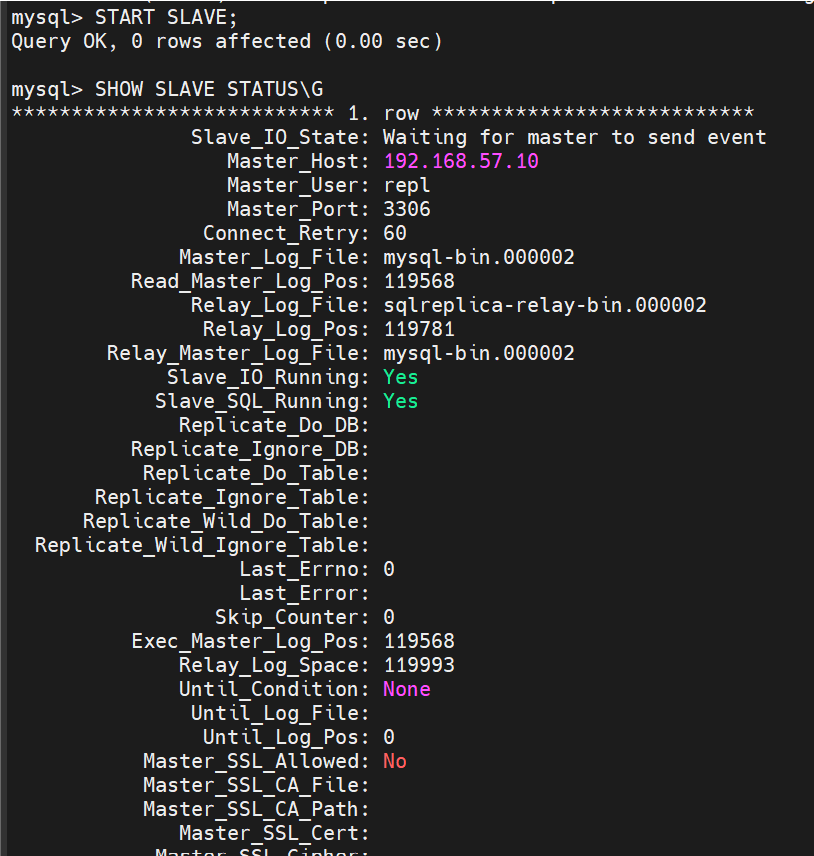 mysql> START SLAVE;
Query OK, 0 rows affected (0.00 sec)
mysql> SHOW SLAVE STATUS\G
*************************** 1. row ***************************
Slave_IO_State: Waiting for master to send event
Master_Host: 192.168.57.10
Master_User: repl
Master_Port: 3306
Connect_Retry: 60
Master_Log_File: mysql-bin.000002
Read_Master_Log_Pos: 119568
Relay_Log_File: sqlreplica-relay-bin.000002
Relay_Log_Pos: 119781
Relay_Master_Log_File: mysql-bin.000002
Slave_IO_Running: Yes
Slave_SQL_Running: Yes
Replicate_Do_DB:
Replicate_Ignore_DB:
Replicate_Do_Table:
Replicate_Ignore_Table:
Replicate_Wild_Do_Table:
Replicate_Wild_Ignore_Table:
Last_Errno: 0
Last_Error:
Skip_Counter: 0
Exec_Master_Log_Pos: 119568
Relay_Log_Space: 119993
Until_Condition: None
Until_Log_File:
Until_Log_Pos: 0
Master_SSL_Allowed: No
Master_SSL_CA_File:
Master_SSL_CA_Path:
Master_SSL_Cert:
Master_SSL_Cipher: